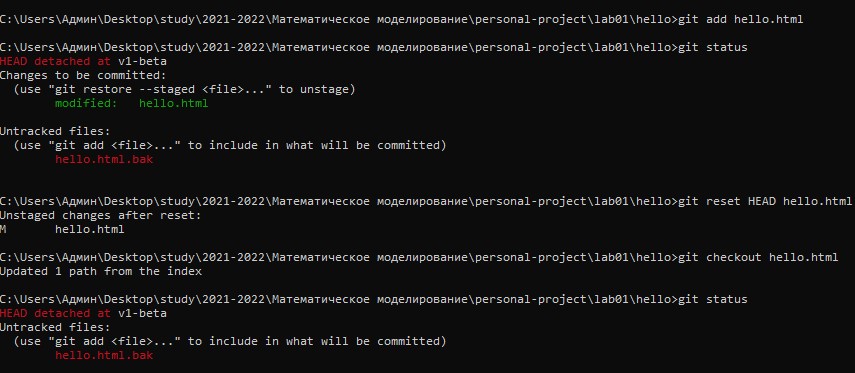 C:\Users\Админ\Desktop\study\2021-2022\Математическое моделирование\personal-project\lab01\hello>git add hello.html
C:\Users\Админ\Desktop\study\2021-2022\Математическое моделирование\personal-project\lab01\hello>git status
HEAD detached at v1-beta
Changes to be committed:
  (use "git restore --staged <file>..." to unstage)
        modified:   hello.html
Untracked files:
  (use "git add <file>..." to include in what will be committed)
        hello.html.bak
C:\Users\Админ\Desktop\study\2021-2022\Математическое моделирование\personal-project\lab01\hello>git reset HEAD hello.html
Unstaged changes after reset:
M       hello.html
C:\Users\Админ\Desktop\study\2021-2022\Математическое моделирование\personal-project\lab01\hello>git checkout hello.html
Updated 1 path from the index
C:\Users\Админ\Desktop\study\2021-2022\Математическое моделирование\personal-project\lab01\hello>git status
HEAD detached at v1-beta
Untracked files:
  (use "git add <file>..." to include in what will be committed)
        hello.html.bak